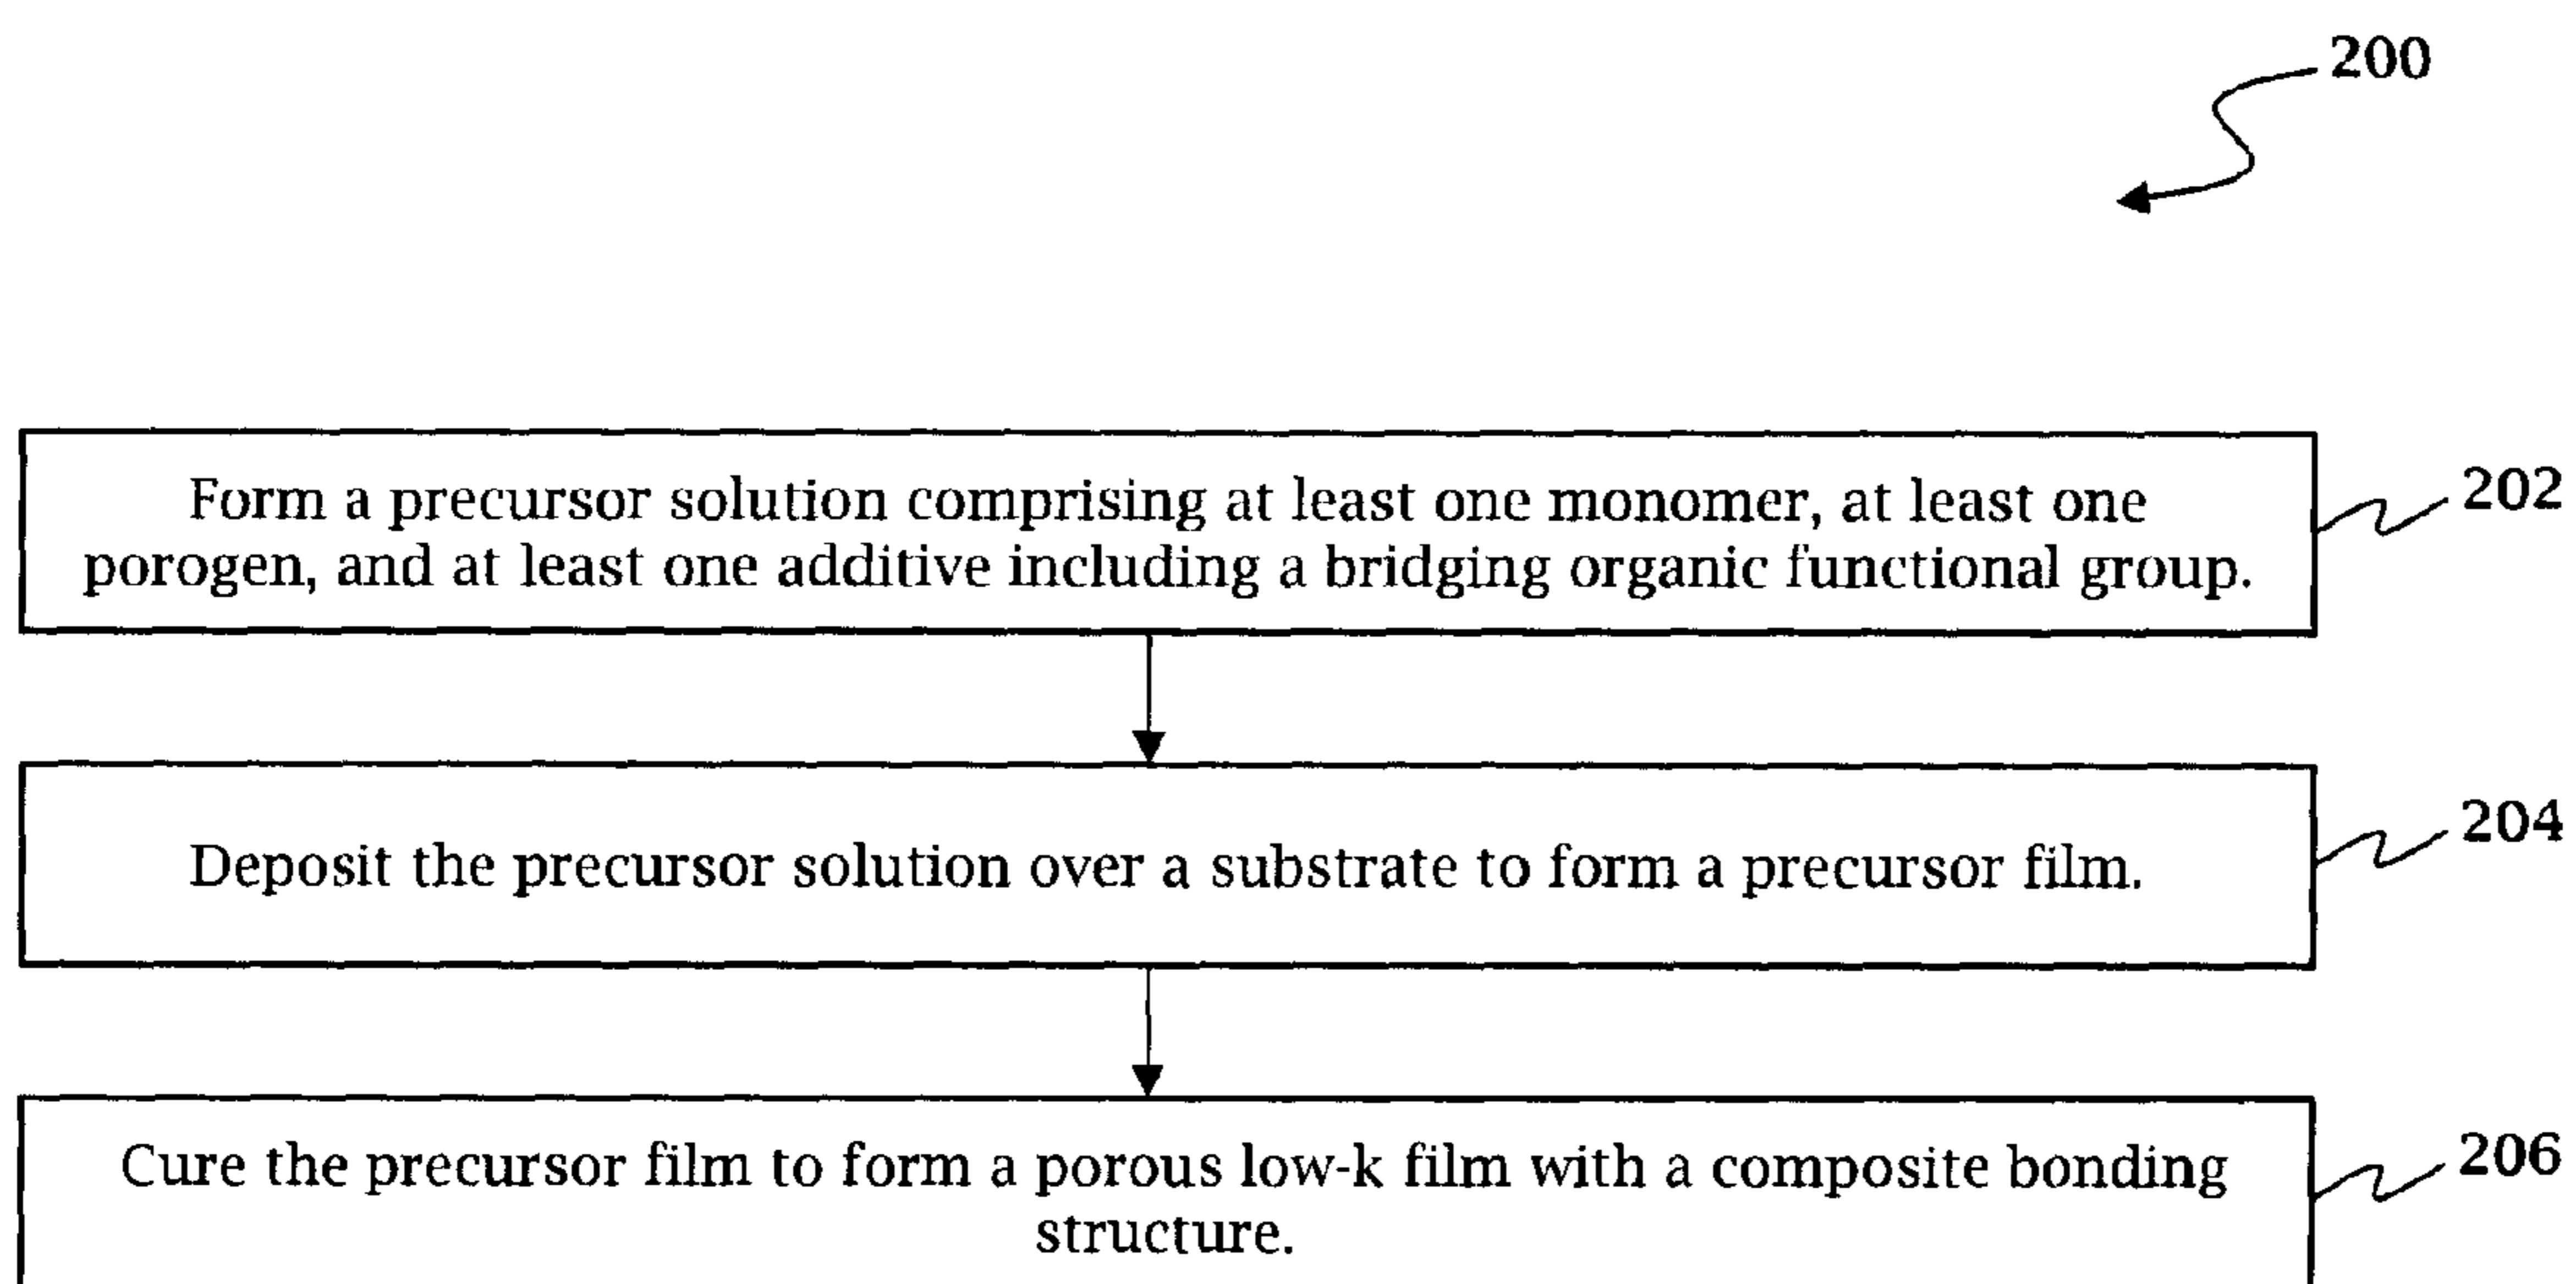 200
Form a precursor solution comprising at least one monomer, at least one
porogen, and at least one additive including a bridging organic functional group.
202
Deposit the precursor solution over a substrate to form a precursor film.
204
Cure the precursor film to form a porous low-k film with a composite bonding
structure.
206